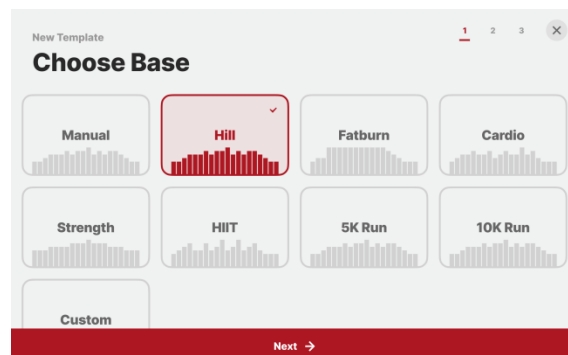 New Template
1 2 3
Choose Base
Manual
Hill
Fatburn
Cardio
Strength
HIIT
5K Run
10K Run
Custom
Next